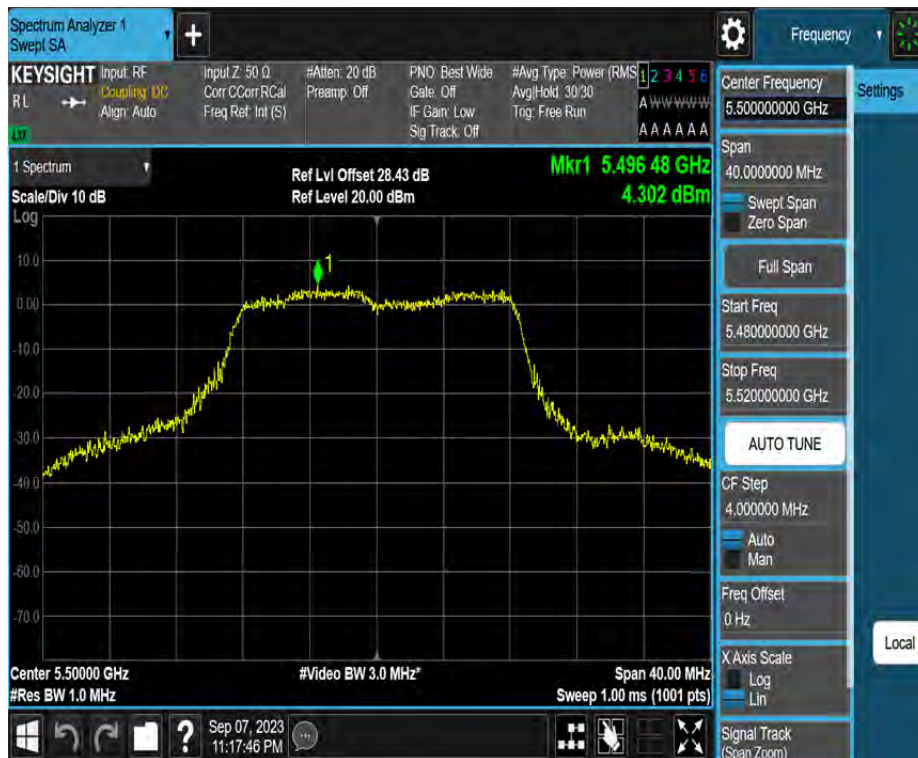 Spectrum Analyzer 1
Swept SA
+
Frequency
KEYSIGHT
RL
LXI
Input: RF
Coupling: DC
Align: Auto
Input Z: 50 Ω
Corr CCorr RCal
Freq Ref: Int (S)
#Atten: 20 dB
Preamp: Off
PNO: Best Wide
Gate: Off
IF Gain: Low
Sig Track: Off
#Avg Type: Power (RMS
Avg|Hold: 30/30
Trig: Free Run
1 2 3 4 5 6
A W W W W W
A A A A A A
1 Spectrum
Scale/Div 10 dB
Log
Ref Lvl Offset 28.43 dB
Ref Level 20.00 dBm
Mkr1 5.496 48 GHz
4.302 dBm
1
10.0
0.00
-10.0
-20.0
-30.0
-40.0
-50.0
-60.0
-70.0
Center 5.50000 GHz
#Res BW 1.0 MHz
#Video BW 3.0 MHz*
Span 40.00 MHz
Sweep 1.00 ms (1001 pts)
?
Sep 07, 2023
11:17:46 PM
Center Frequency
5.500000000 GHz
Span
40.0000000 MHz
Swept Span
Zero Span
Full Span
Start Freq
5.480000000 GHz
Stop Freq
5.520000000 GHz
AUTO TUNE
CF Step
4.000000 MHz
Auto
Man
Freq Offset
0 Hz
X Axis Scale
Log
Lin
Signal Track
(Span Zoom)
Settings
Local